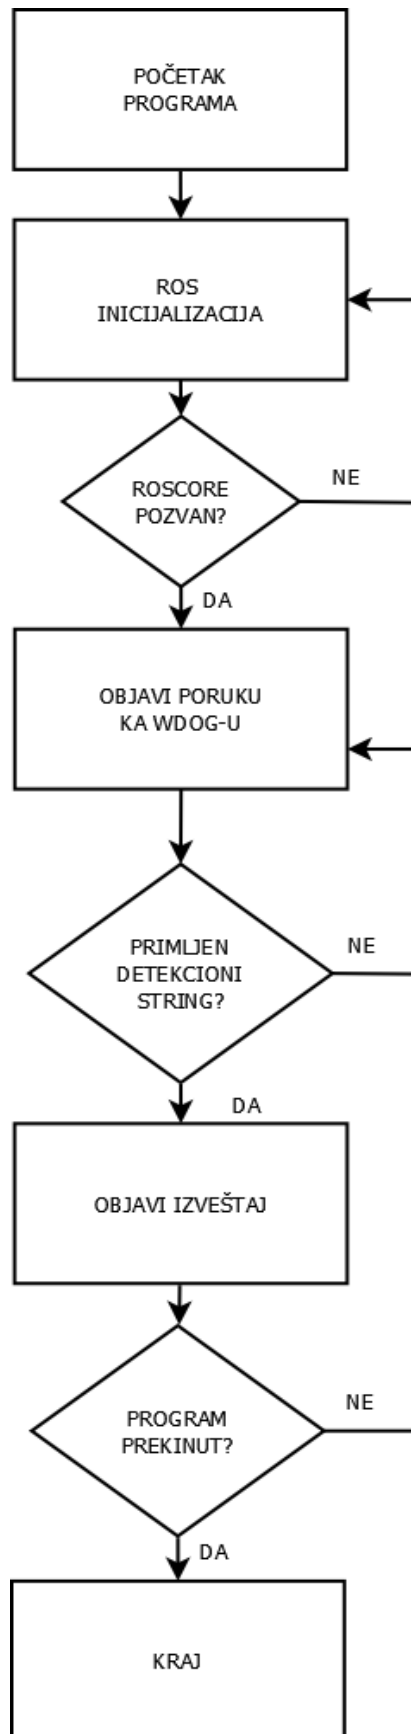 POČETAK
PROGRAMA
ROS
INICIJALIZACIJA
ROSCORE
POZVAN?
NE
DA
OBJAVI PORUKU
KA WDOG-U
PRIMLJEN
DETEKCIONI
STRING?
NE
DA
OBJAVI IZVEŠTAJ
PROGRAM
PREKINUT?
NE
DA
KRAJ